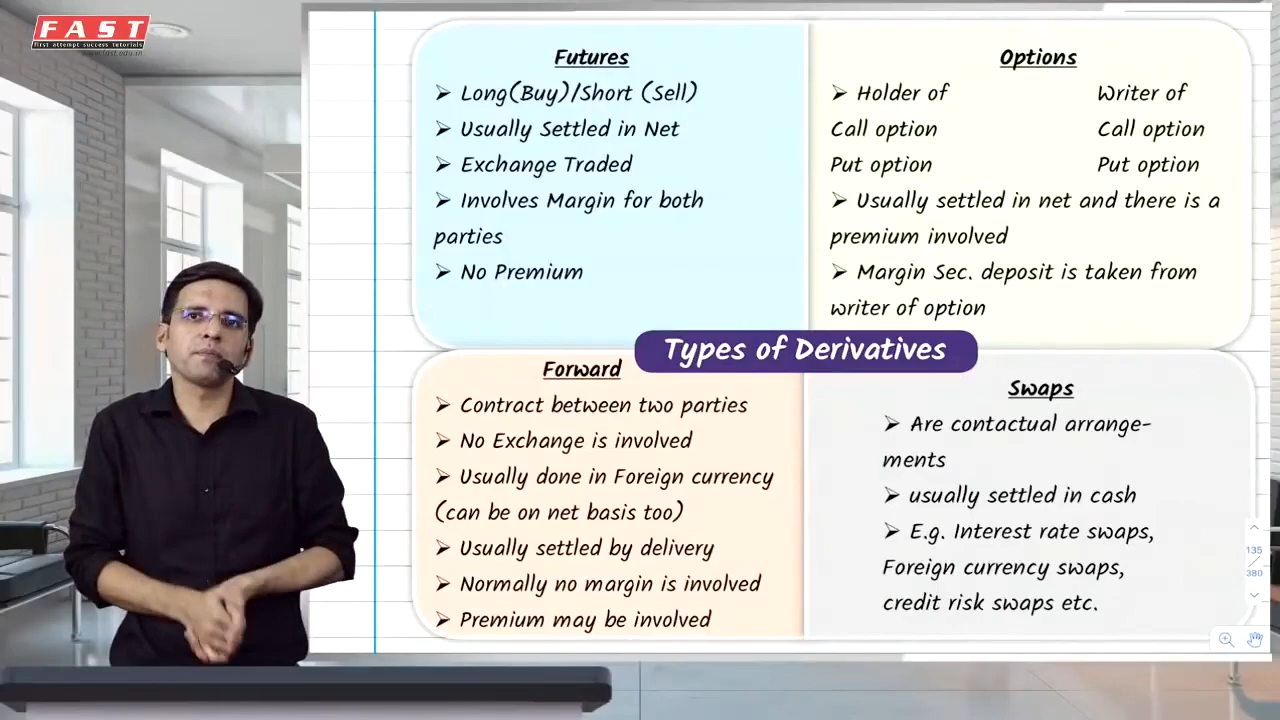 FAST
first attempt success tutorials
www.fast.edu.in
Futures
➢ Long(Buy)/Short (Sell)
➢ Usually Settled in Net
➢ Exchange Traded
➢ Involves Margin for both
parties
➢ No Premium
Options
➢ Holder of Writer of
Call option Call option
Put option Put option
➢ Usually settled in net and there is a
premium involved
➢ Margin Sec. deposit is taken from
writer of option
Types of Derivatives
Forward
➢ Contract between two parties
➢ No Exchange is involved
➢ Usually done in Foreign currency
(can be on net basis too)
➢ Usually settled by delivery
➢ Normally no margin is involved
➢ Premium may be involved
Swaps
➢ Are contactual arrange-
ments
➢ usually settled in cash
➢ E.g. Interest rate swaps,
Foreign currency swaps,
credit risk swaps etc.
135
380